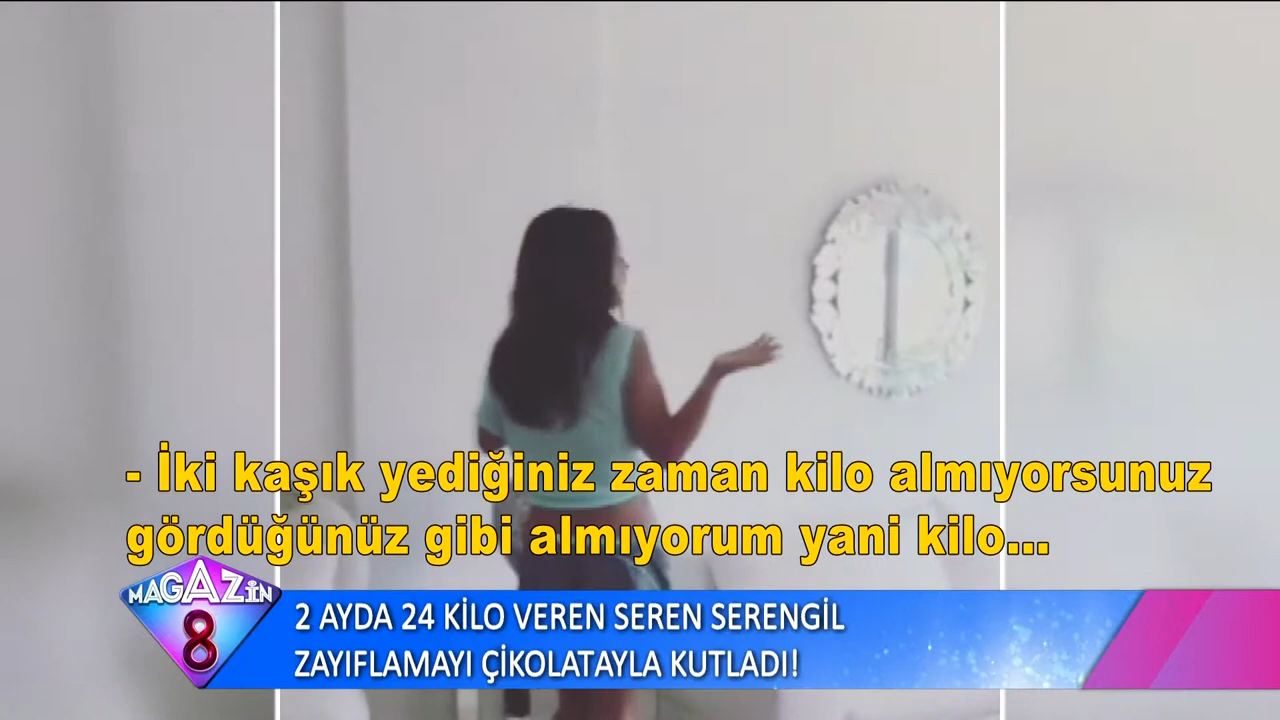 - İki kaşık yediğiniz zaman kilo almıyorsunuz
gördüğünüz gibi almıyorum yani kilo...
MAGAZİN
8
2 AYDA 24 KİLO VEREN SEREN SERENGİL
ZAYIFLAMAYI ÇİKOLATAYLA KUTLADI!